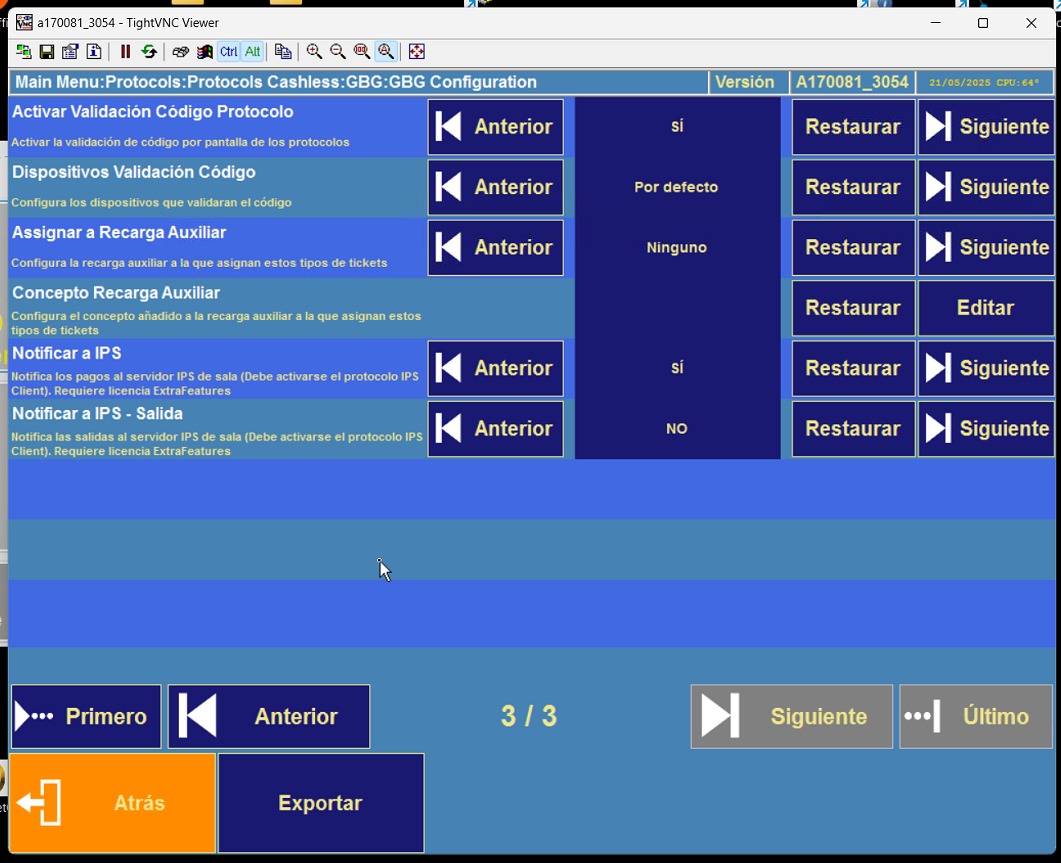 a170081_3054 - TightVNC Viewer
Ctrl Alt
Main Menu:Protocols:Protocols Cashless:GBG:GBG Configuration Versión A170081_3054 21/05/2025 CPU:64°
Activar Validación Código Protocolo
Activar la validación de código por pantalla de los protocolos
Anterior SÍ Restaurar Siguiente
Dispositivos Validación Código
Configura los dispositivos que validaran el código
Anterior Por defecto Restaurar Siguiente
Assignar a Recarga Auxiliar
Configura la recarga auxiliar a la que asignan estos tipos de tickets
Anterior Ninguno Restaurar Siguiente
Concepto Recarga Auxiliar
Configura el concepto añadido a la recarga auxiliar a la que asignan estos
tipos de tickets
Restaurar Editar
Notificar a IPS
Notifica los pagos al servidor IPS de sala (Debe activarse el protocolo IPS
Client). Requiere licencia ExtraFeatures
Anterior SÍ Restaurar Siguiente
Notificar a IPS - Salida
Notifica las salidas al servidor IPS de sala (Debe activarse el protocolo IPS
Client). Requiere licencia ExtraFeatures
Anterior NO Restaurar Siguiente
Primero Anterior 3 / 3 Siguiente Último
Atrás Exportar